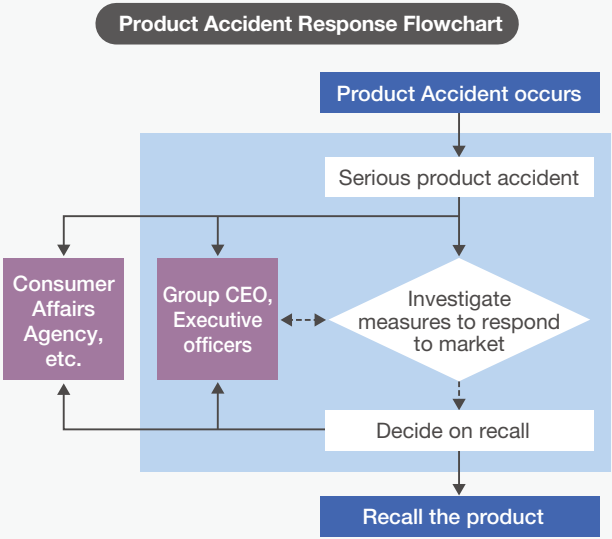 Product Accident Response Flowchart
Product Accident occurs
Serious product accident
Consumer
Affairs
Agency,
etc.
Group CEO,
Executive
officers
Investigate
measures to respond
to market
Decide on recall
Recall the product